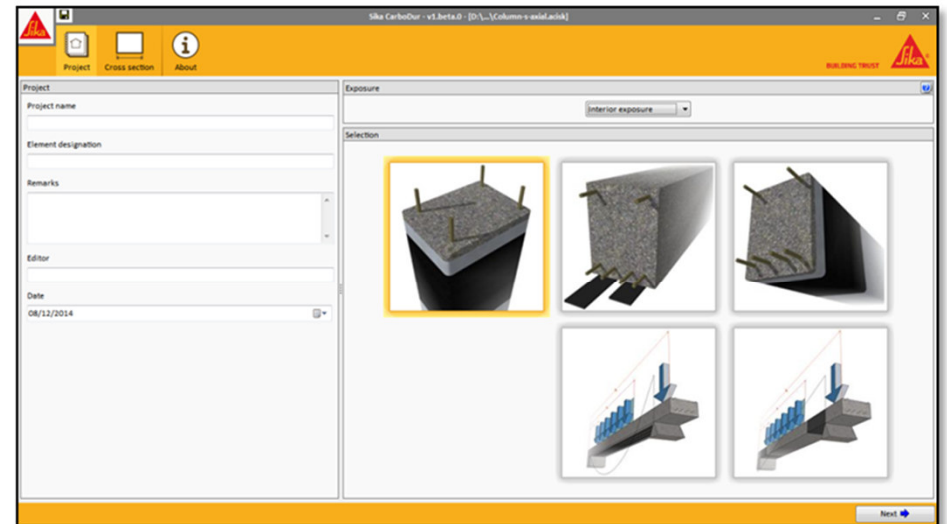 Sika
Sika CarboDur - v1.beta.0 - [D:\...\Column-s-axial.acisk]
Project
Cross section
About
BUILDING TRUST
Sika
Project
Project name
Element designation
Remarks
Editor
Date
08/12/2014
Exposure
Interior exposure
Selection
Next